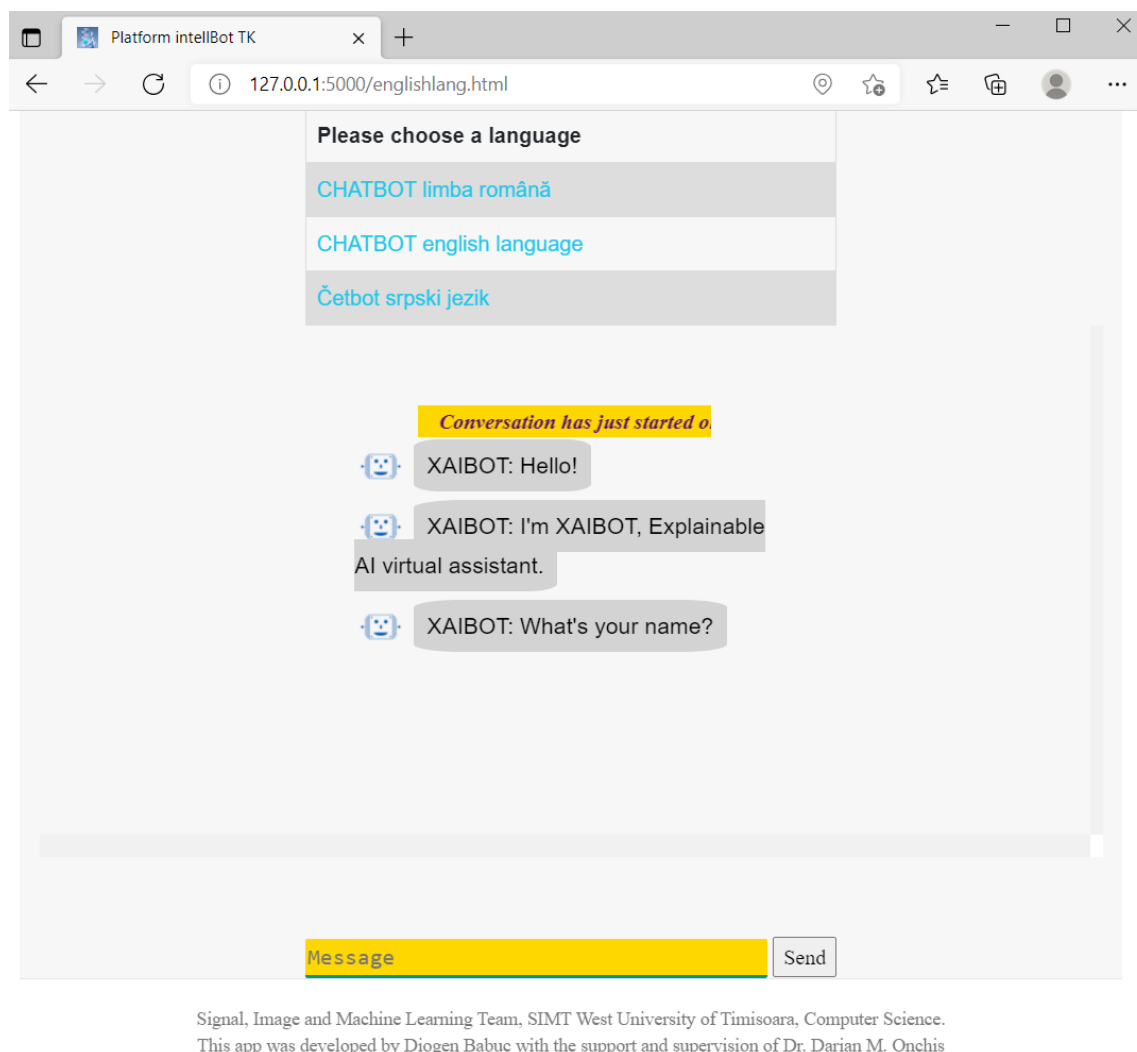 Platform intellBot TK
127.0.0.1:5000/englishlang.html
Please choose a language
CHATBOT limba română
CHATBOT english language
Četbot srpski jezik
Conversation has just started
XAIBOT: Hello!
XAIBOT: I'm XAIBOT, Explainable
AI virtual assistant.
XAIBOT: What's your name?
Message
Send
Signal, Image and Machine Learning Team, SIMT West University of Timisoara, Computer Science.
This app was developed by Diogen Babuc with the support and supervision of Dr. Darian M. Onchis